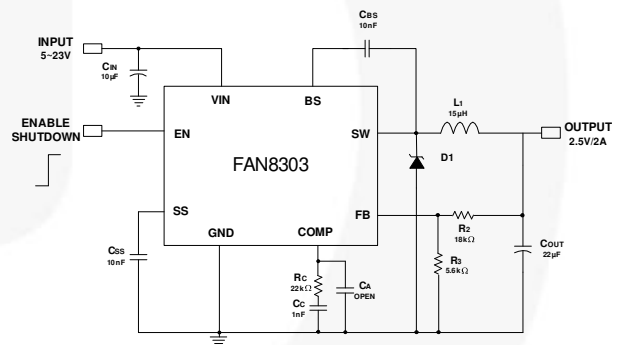 CBS
10nF
INPUT
5~23V
CIN
10µF
VIN
BS
L1
15µH
ENABLE
SHUTDOWN
EN
SW
OUTPUT
2.5V/2A
D1
FAN8303
SS
FB
R2
18kΩ
GND
COMP
CSS
10nF
RC
22kΩ
CA
OPEN
CC
1nF
R3
5.6kΩ
COUT
22µF